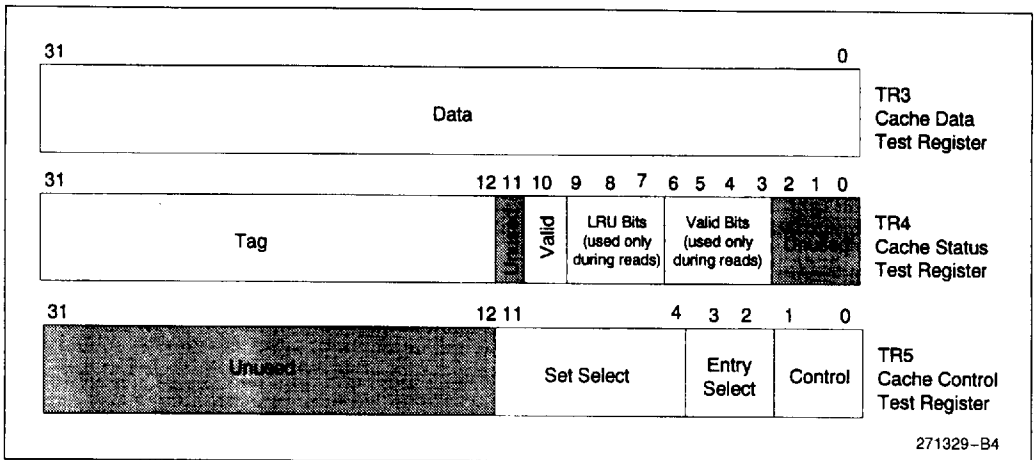 31 0
Data
TR3
Cache Data
Test Register
31 12 11 10 9 8 7 6 5 4 3 2 1 0
Tag
Unused
Valid
LRU Bits
(used only
during reads)
Valid Bits
(used only
during reads)
Unused
TR4
Cache Status
Test Register
31 12 11 4 3 2 1 0
Unused
Set Select
Entry
Select
Control
TR5
Cache Control
Test Register
271329-B4